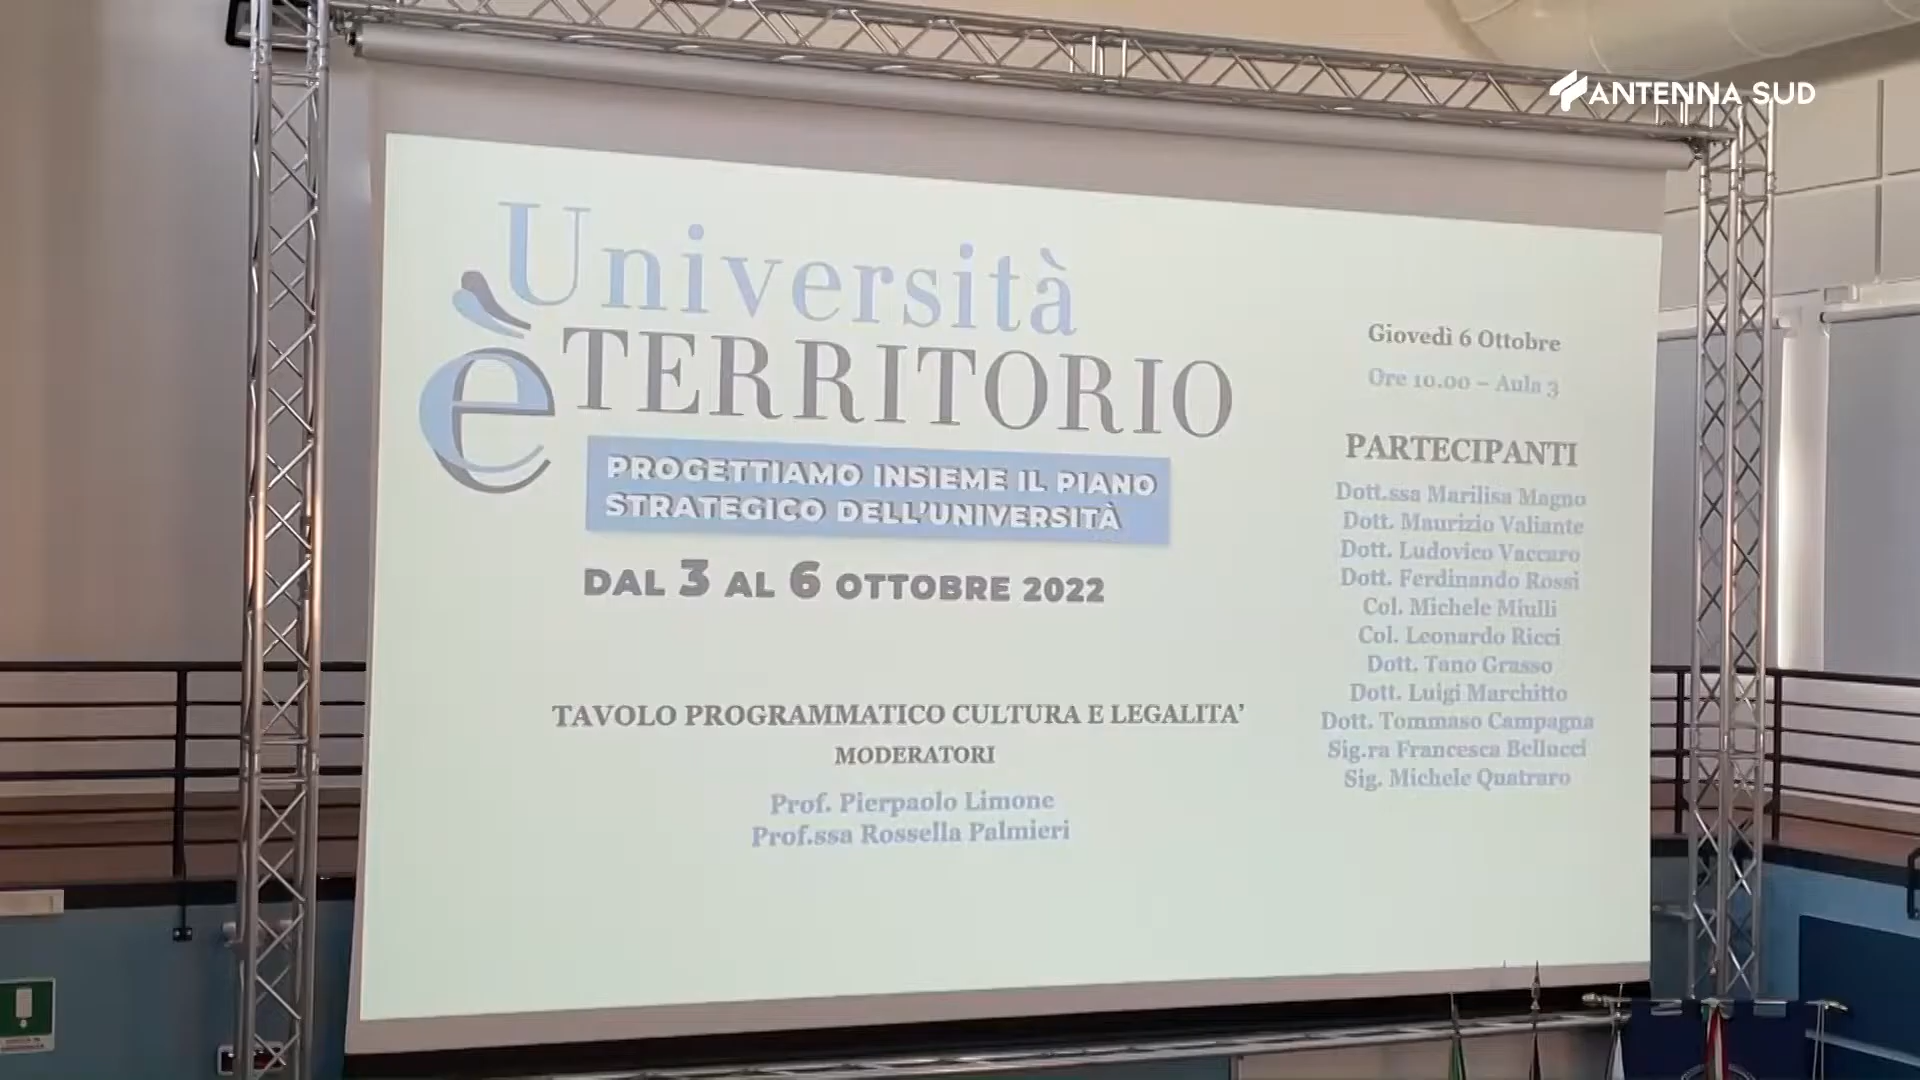 ANTENNA SUD
Università
è TERRITORIO
PROGETTIAMO INSIEME IL PIANO
STRATEGICO DELL'UNIVERSITÀ
DAL 3 AL 6 OTTOBRE 2022
TAVOLO PROGRAMMATICO CULTURA E LEGALITA'
MODERATORI
Prof. Pierpaolo Limone
Prof.ssa Rossella Palmieri
Giovedì 6 Ottobre
Ore 10.00 – Aula 3
PARTECIPANTI
Dott.ssa Marilisa Magno
Dott. Maurizio Valiante
Dott. Ludovico Vaccaro
Dott. Ferdinando Rossi
Col. Michele Miulli
Col. Leonardo Ricci
Dott. Tano Grasso
Dott. Luigi Marchitto
Dott. Tommaso Campagna
Sig.ra Francesca Bellucci
Sig. Michele Quatraro